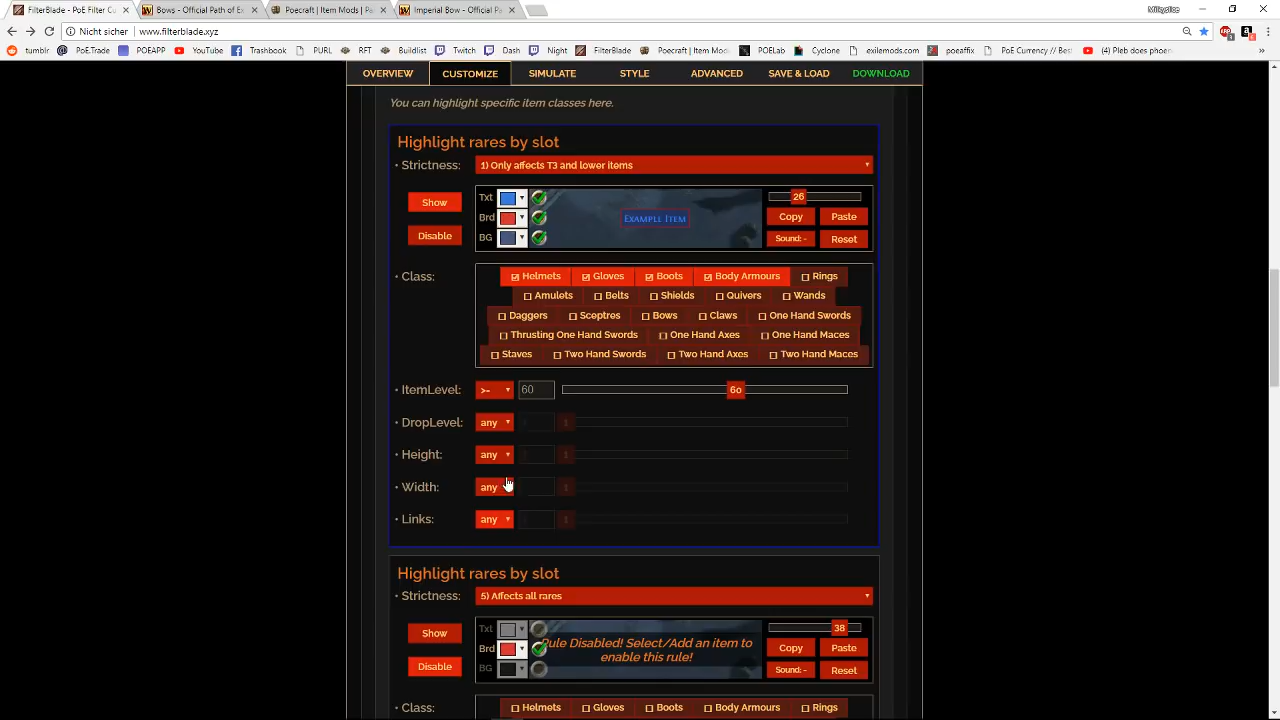 FilterBlade - PoE Filter Cu
Bows - Official Path of Ex
Poecraft | Item Mods | Pa
Imperial Bow - Official Pa
Milkyslice
Nicht sicher | www.filterblade.xyz
tumblr PoE.Trade POEAPP YouTube Trashbook PURL RFT Buildlist Twitch Night FilterBlade Poecraft | Item Mods POELab Cyclone exilemods.com poeaffix PoE Currency // Best (4) Pleb does phoen
OVERVIEW CUSTOMIZE SIMULATE STYLE ADVANCED SAVE & LOAD DOWNLOAD
You can highlight specific item classes here.
Highlight rares by slot
• Strictness: 1) Only affects T3 and lower items
Show Txt 26
Brd EXAMPLE ITEM Copy Paste
Disable BG Sound: - Reset
• Class: Helmets Gloves Boots Body Armours Rings
Amulets Belts Shields Quivers Wands
Daggers Sceptres Bows Claws One Hand Swords
Thrusting One Hand Swords One Hand Axes One Hand Maces
Staves Two Hand Swords Two Hand Axes Two Hand Maces
• ItemLevel: >= 60 60
• DropLevel: any 1
• Height: any 1
• Width: any 1
• Links: any 1
Highlight rares by slot
• Strictness: 5) Affects all rares
Show Txt 38
Brd Rule Disabled! Select/Add an item to Copy Paste
enable this rule!
Disable BG Sound: - Reset
• Class: Helmets Gloves Boots Body Armours Rings